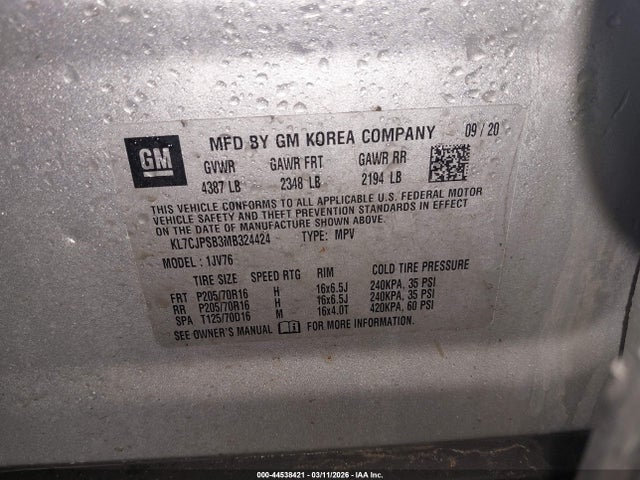 GM MFD BY GM KOREA COMPANY 09/20
GVWR GAWR FRT GAWR RR
4387 LB 2348 LB 2194 LB
THIS VEHICLE CONFORMS TO ALL APPLICABLE U.S. FEDERAL MOTOR
VEHICLE SAFETY AND THEFT PREVENTION STANDARDS IN EFFECT
ON THE DATE OF MANUFACTURE SHOWN ABOVE.
KL7CJPSB3MB324424 TYPE: MPV
MODEL: 1JV76
TIRE SIZE SPEED RTG RIM COLD TIRE PRESSURE
FRT P205/70R16 H 16x6.5J 240KPA, 35 PSI
RR P205/70R16 H 16x6.5J 240KPA, 35 PSI
SPA T125/70D16 M 16x4.0T 420KPA, 60 PSI
SEE OWNER'S MANUAL i FOR MORE INFORMATION.
000-44538421 - 03/11/2026 - IAA Inc.